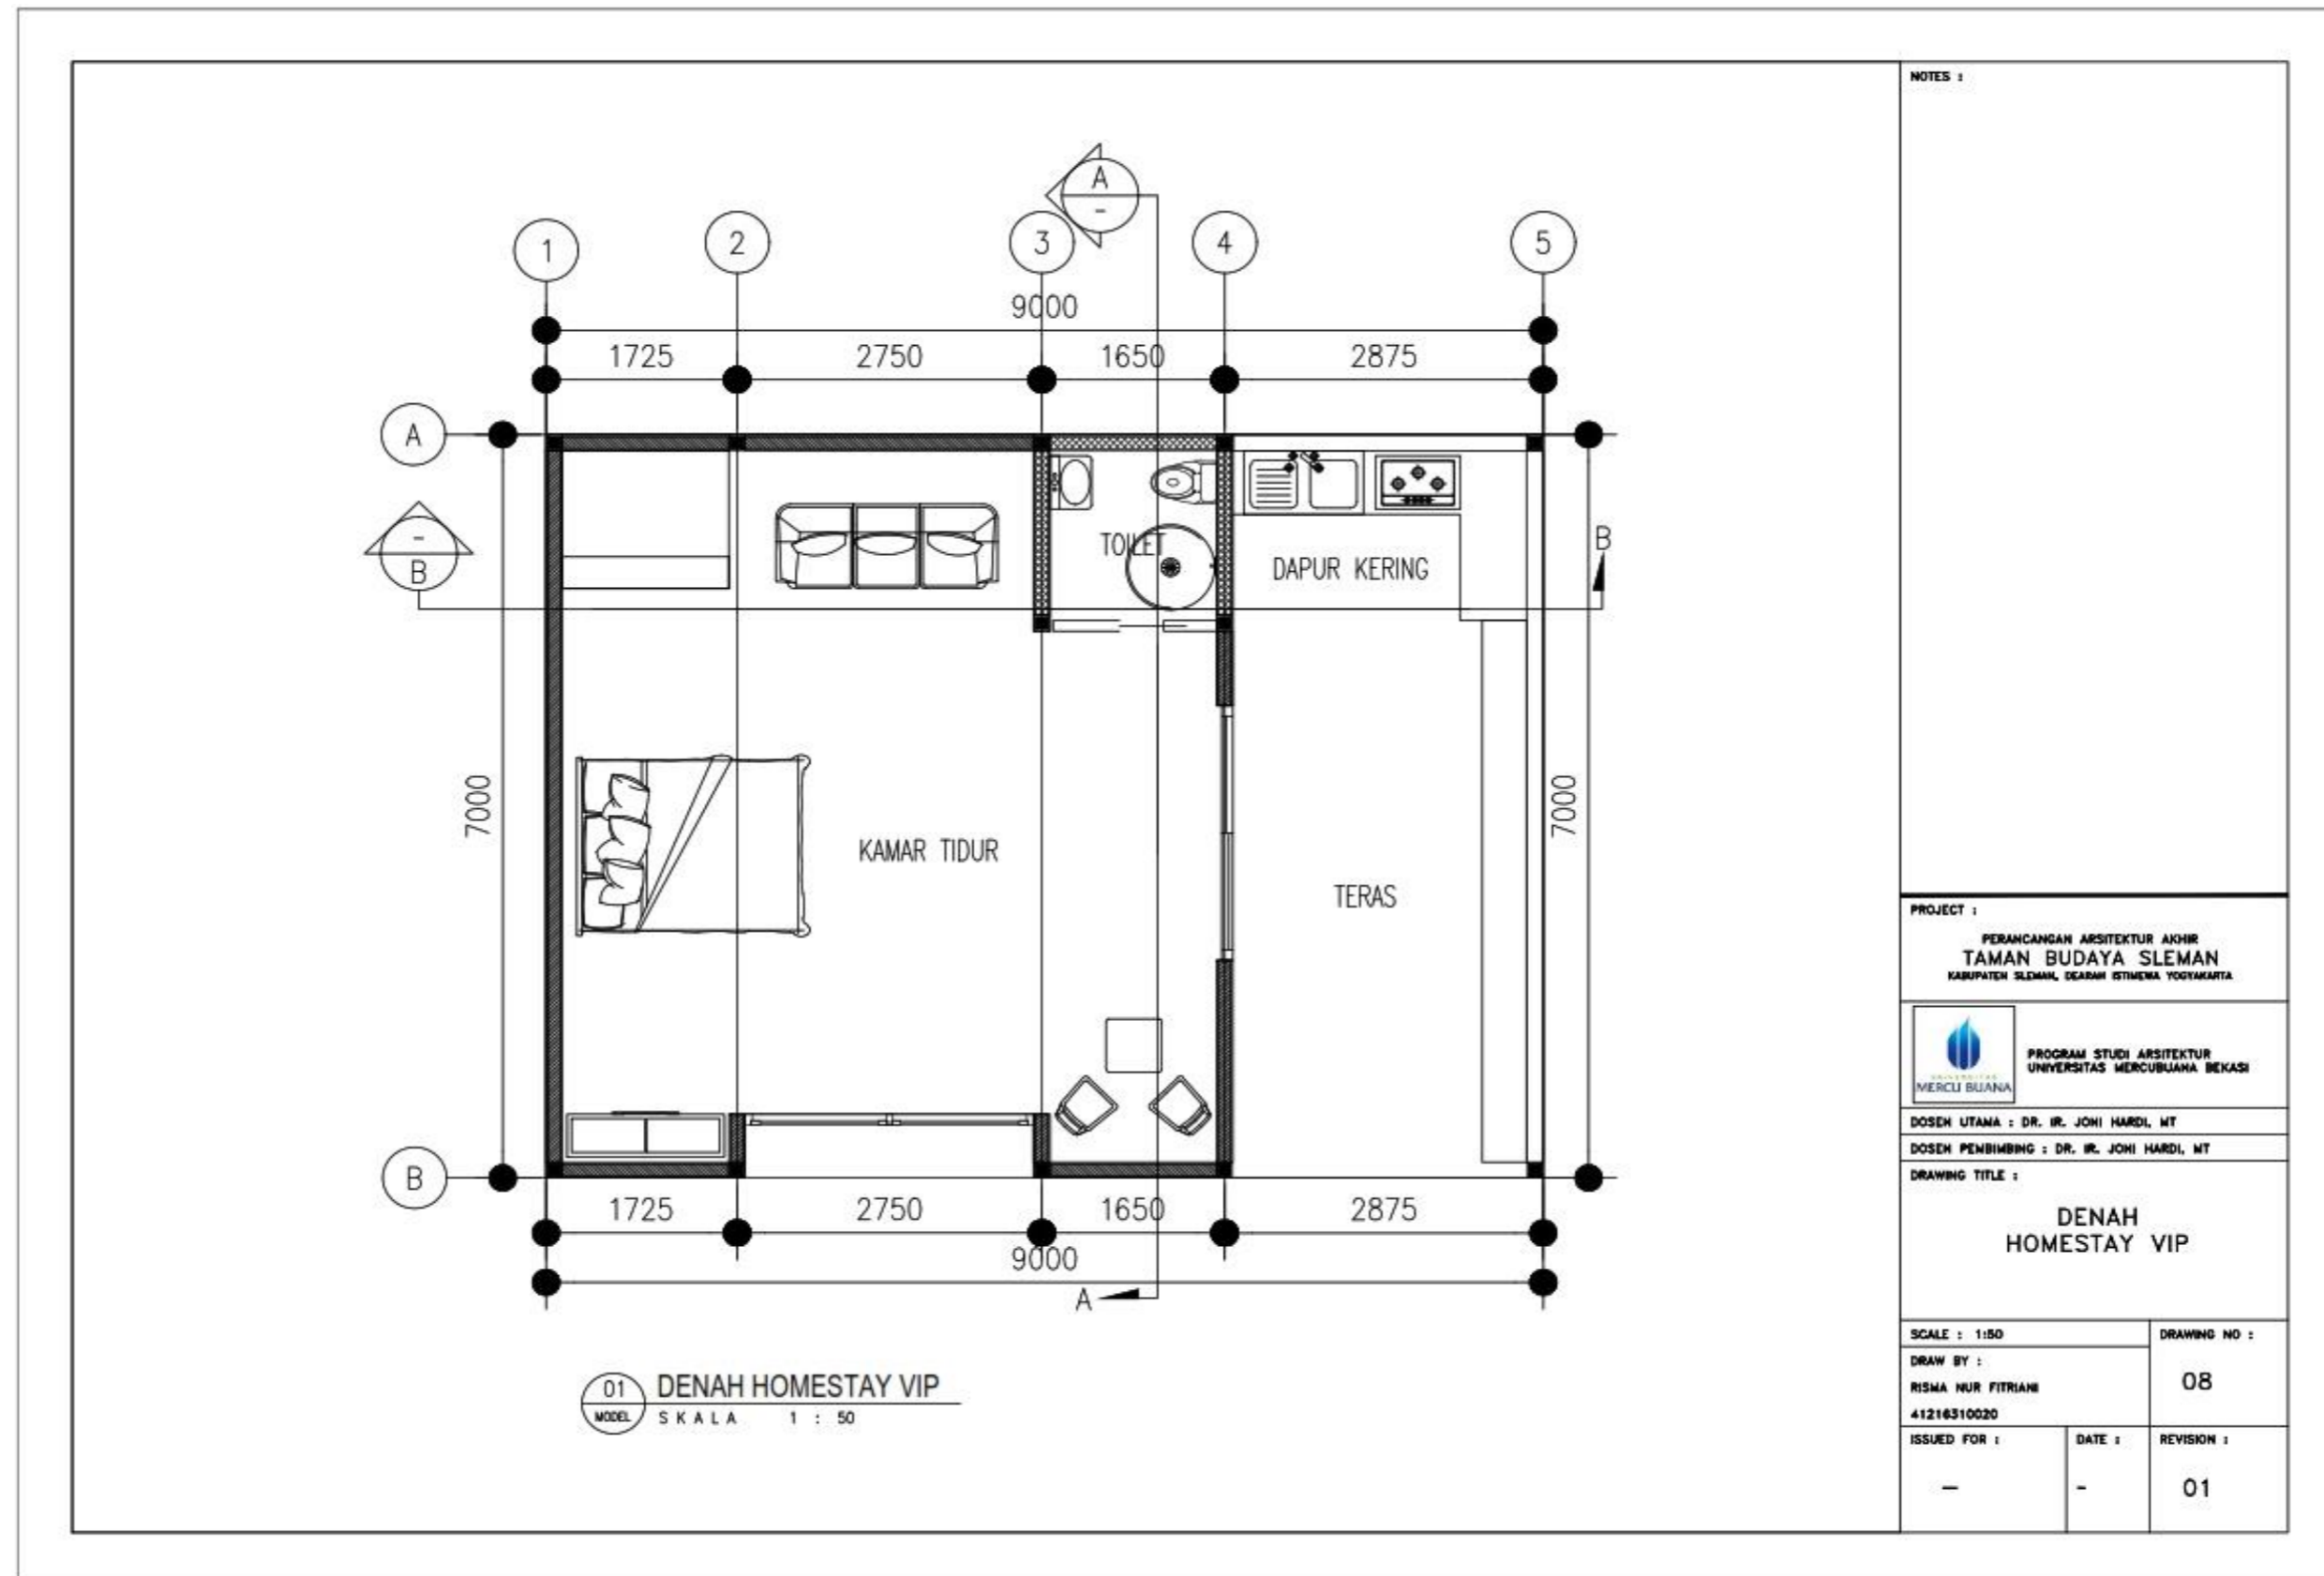 NOTES :
A
-
1
2
3
4
5
9000
1725
2750
1650
2875
A
-
B
TOILET
DAPUR KERING
B
7000
KAMAR TIDUR
7000
TERAS
B
1725
2750
1650
2875
9000
A
01
MODEL
DENAH HOMESTAY VIP
SKALA 1 : 50
PROJECT :
PERANCANGAN ARSITEKTUR AKHIR
TAMAN BUDAYA SLEMAN
KABUPATEN SLEMAN, DEARAH ISTIMEWA YOGYAKARTA
UNIVERSITAS
MERCU BUANA
PROGRAM STUDI ARSITEKTUR
UNIVERSITAS MERCUBUANA BEKASI
DOSEN UTAMA : DR. IR. JONI HARDI, MT
DOSEN PEMBIMBING : DR. IR. JONI HARDI, MT
DRAWING TITLE :
DENAH
HOMESTAY VIP
SCALE : 1:50
DRAWING NO :
DRAW BY :
RISMA NUR FITRIANI
41216310020
08
ISSUED FOR :
DATE :
REVISION :
-
-
01